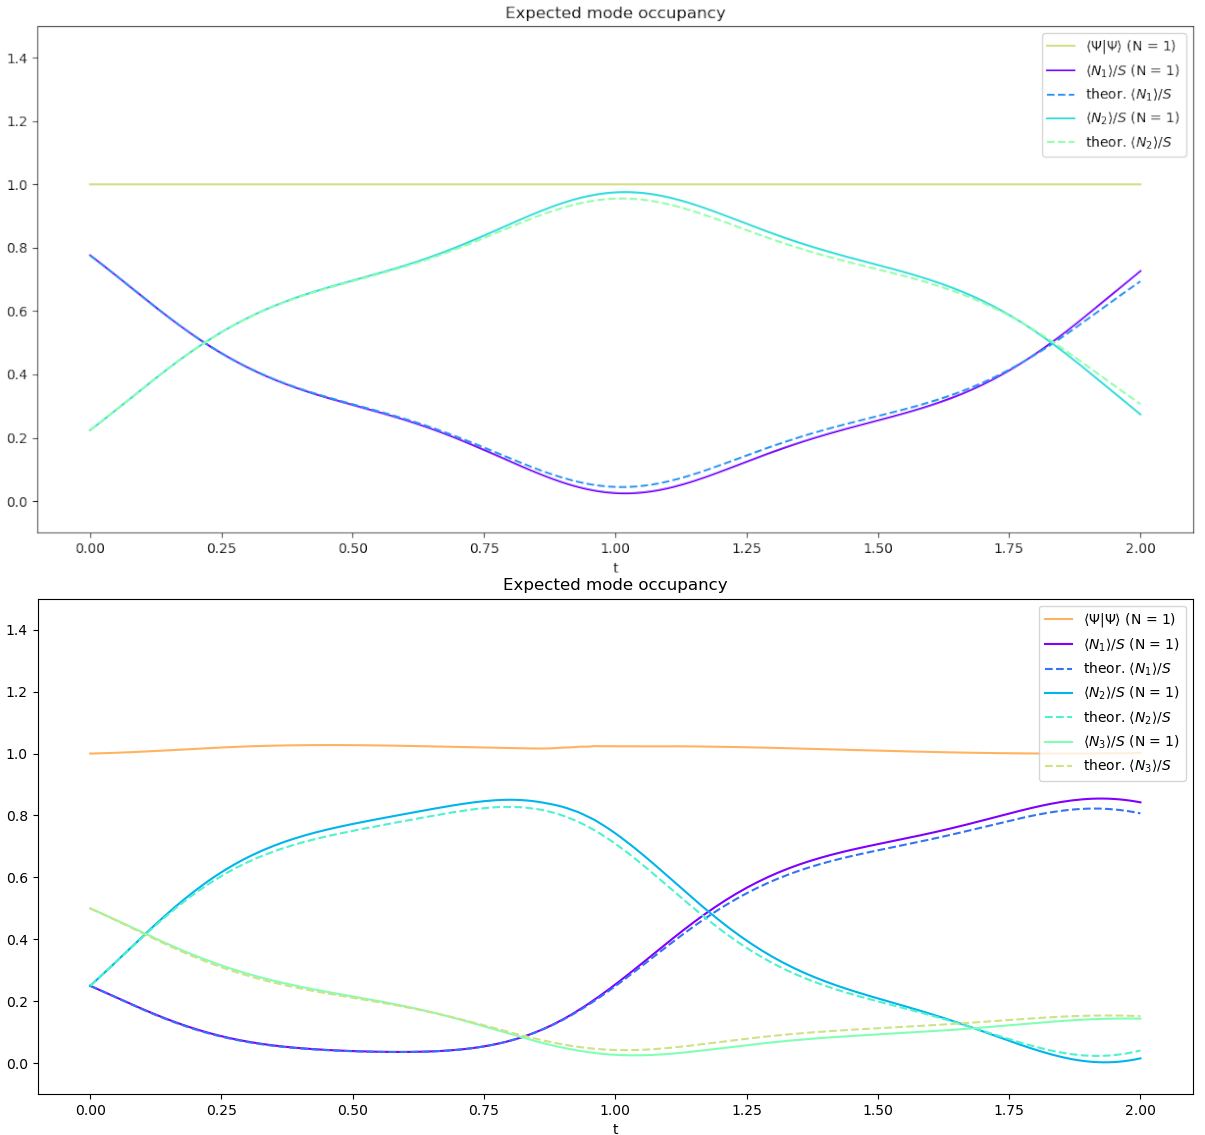 Expected mode occupancy
1.4
1.2
1.0
0.8
0.6
0.4
0.2
0.0
⟨Ψ|Ψ⟩ (N = 1)
⟨N₁⟩/S (N = 1)
theor. ⟨N₁⟩/S
⟨N₂⟩/S (N = 1)
theor. ⟨N₂⟩/S
0.00 0.25 0.50 0.75 1.00 1.25 1.50 1.75 2.00
t
Expected mode occupancy
1.4
1.2
1.0
0.8
0.6
0.4
0.2
0.0
⟨Ψ|Ψ⟩ (N = 1)
⟨N₁⟩/S (N = 1)
theor. ⟨N₁⟩/S
⟨N₂⟩/S (N = 1)
theor. ⟨N₂⟩/S
⟨N₃⟩/S (N = 1)
theor. ⟨N₃⟩/S
0.00 0.25 0.50 0.75 1.00 1.25 1.50 1.75 2.00
t